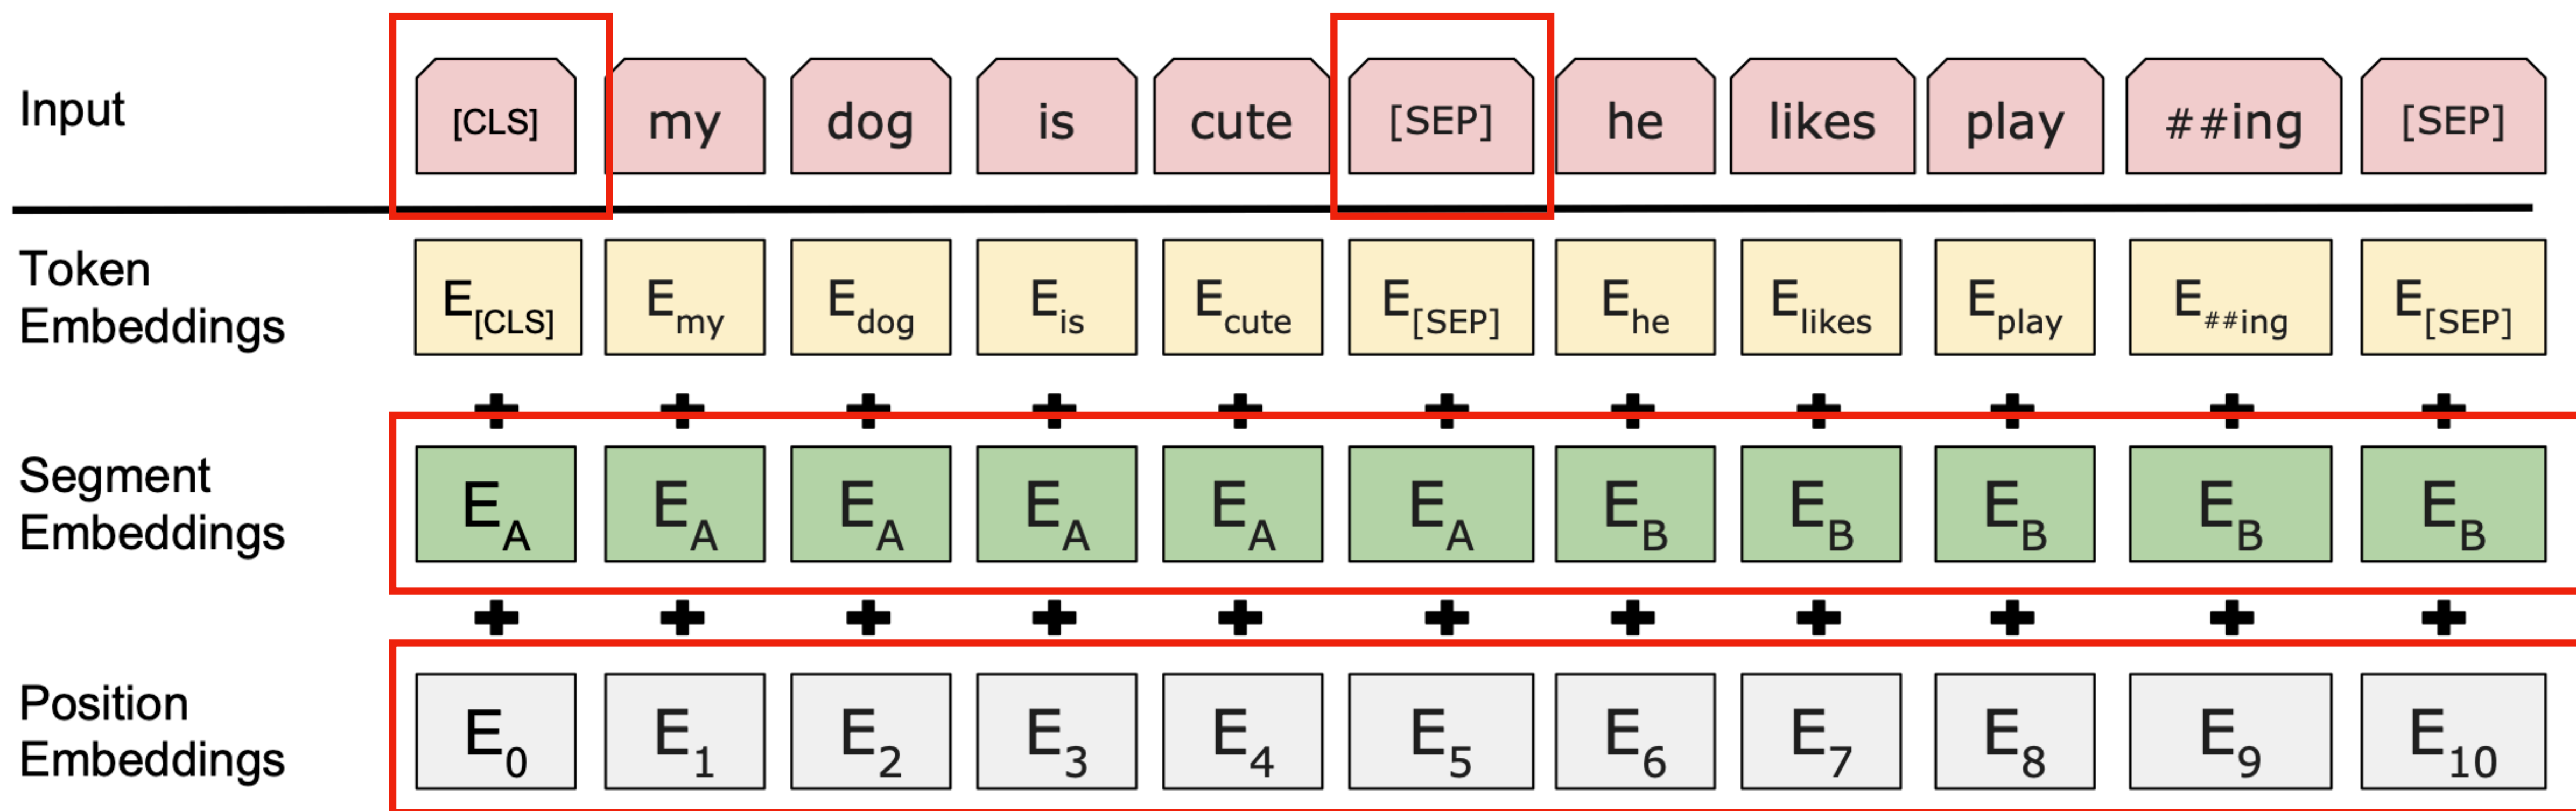 Input [CLS] my dog is cute [SEP] he likes play ##ing [SEP]
Token
Embeddings E[CLS] Emy Edog Eis Ecute E[SEP] Ehe Elikes Eplay E##ing E[SEP]
Segment
Embeddings EA EA EA EA EA EA EB EB EB EB EB
Position
Embeddings E0 E1 E2 E3 E4 E5 E6 E7 E8 E9 E10